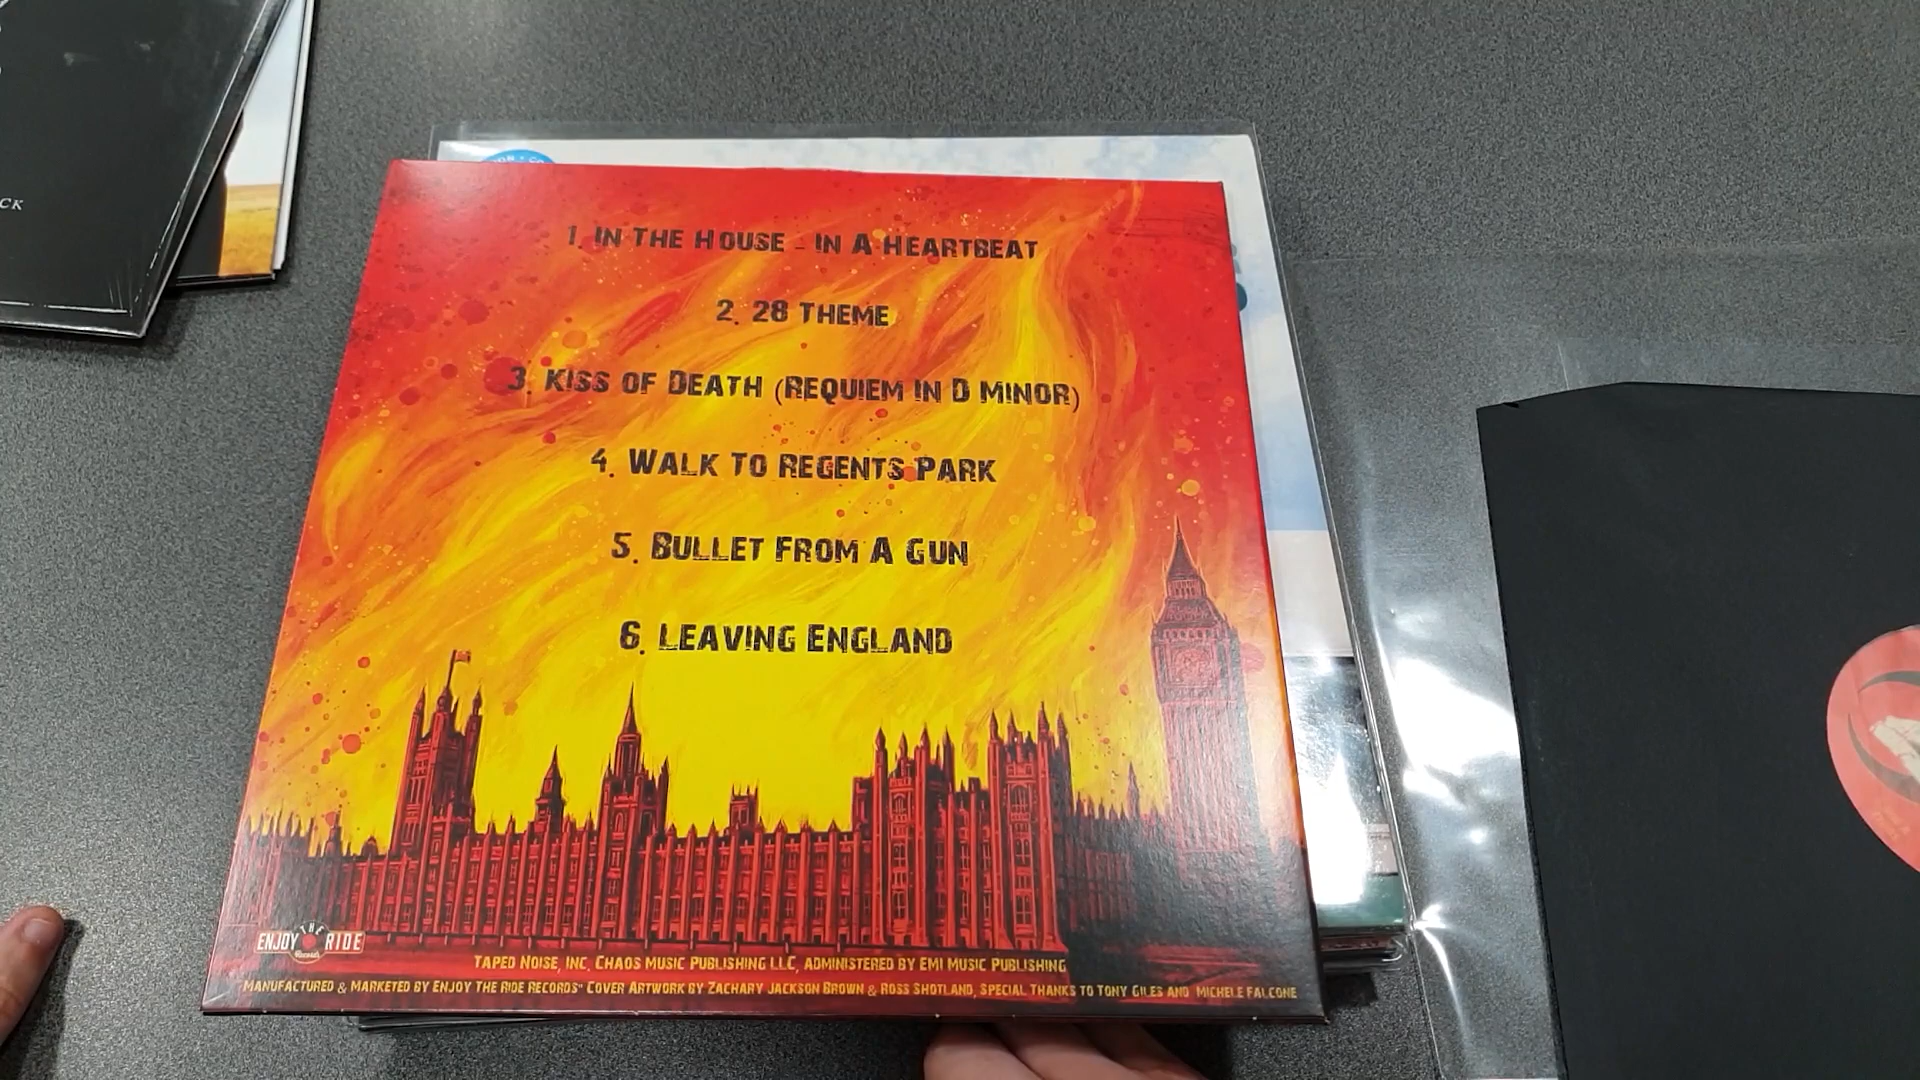 CK
1. IN THE HOUSE - IN A HEARTBEAT
2. 28 THEME
3. KISS OF DEATH (REQUIEM IN D MINOR)
4. WALK TO REGENTS PARK
5. BULLET FROM A GUN
6. LEAVING ENGLAND
ENJOY THE RIDE
Records
TAPED NOISE, INC. CHAOS MUSIC PUBLISHING LLC, ADMINISTERED BY EMI MUSIC PUBLISHING
MANUFACTURED & MARKETED BY ENJOY THE RIDE RECORDS" COVER ARTWORK BY ZACHARY JACKSON BROWN & ROSS SHOTLAND, SPECIAL THANKS TO TONY GILES AND MICHELE FALCONE